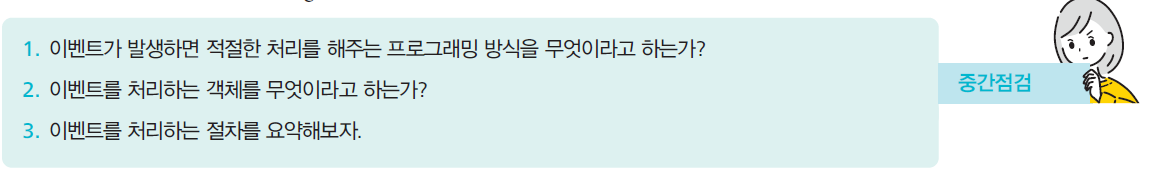 1. 이벤트가 발생하면 적절한 처리를 해주는 프로그래밍 방식을 무엇이라고 하는가?
2. 이벤트를 처리하는 객체를 무엇이라고 하는가?
중간점검
3. 이벤트를 처리하는 절차를 요약해보자.